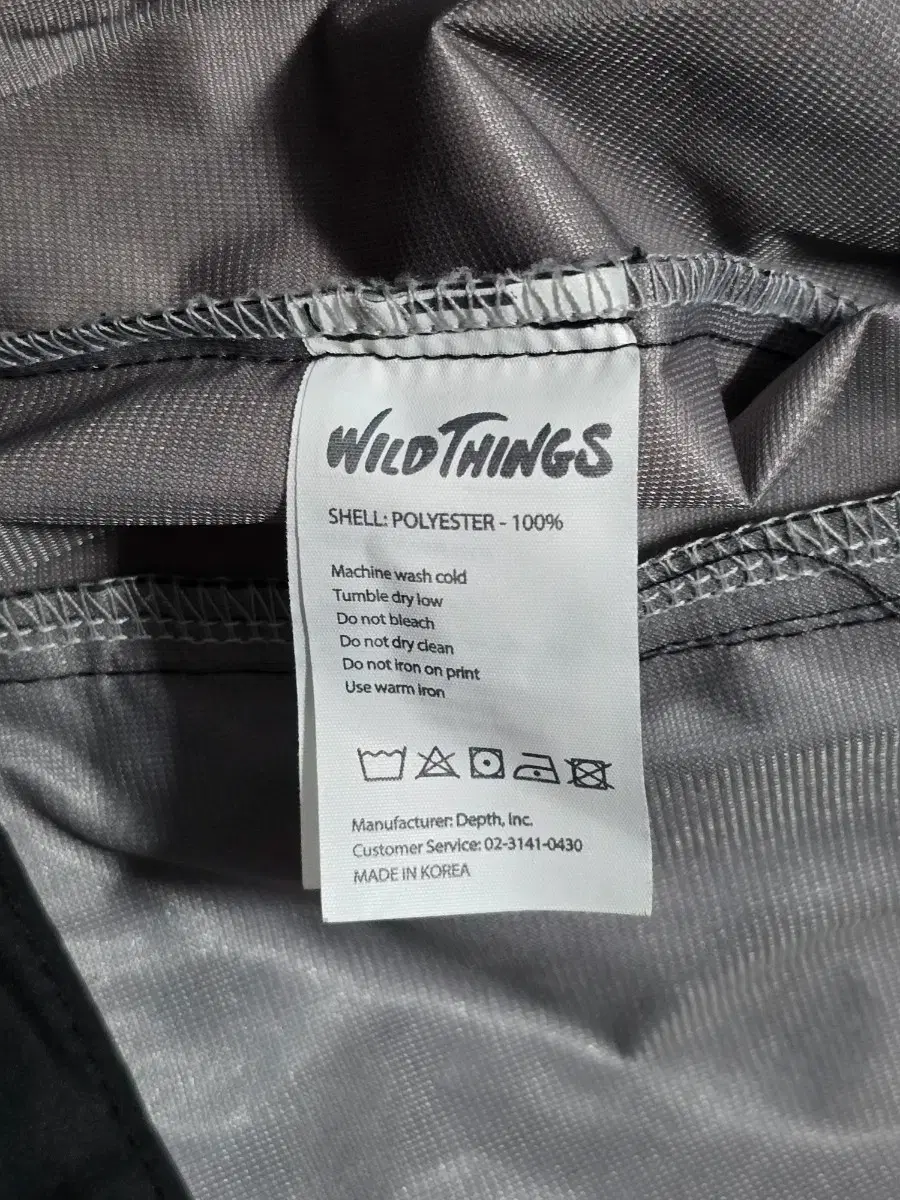 WILDTHINGS
SHELL: POLYESTER - 100%
Machine wash cold
Tumble dry low
Do not bleach
Do not dry clean
Do not iron on print
Use warm iron
Manufacturer: Depth, Inc.
Customer Service: 02-3141-0430
MADE IN KOREA